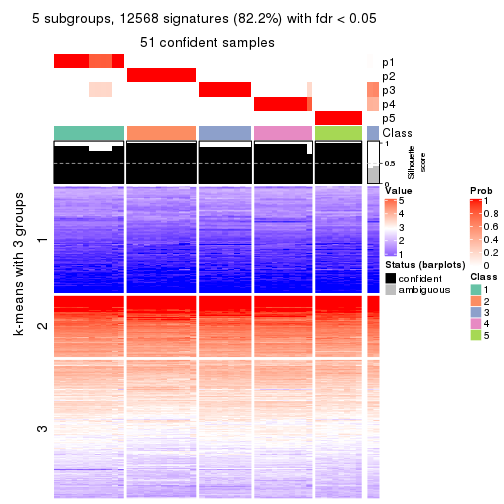 5 subgroups, 12568 signatures (82.2%) with fdr < 0.05
51 confident samples
p1
p2
p3
p4
p5
Class
1
0.5
0
Silhouette
score
k-means with 3 groups
1
2
3
Value
5
4
3
2
1
Status (barplots)
confident
ambiguous
Prob
1
0.8
0.6
0.4
0.2
0
Class
1
2
3
4
5